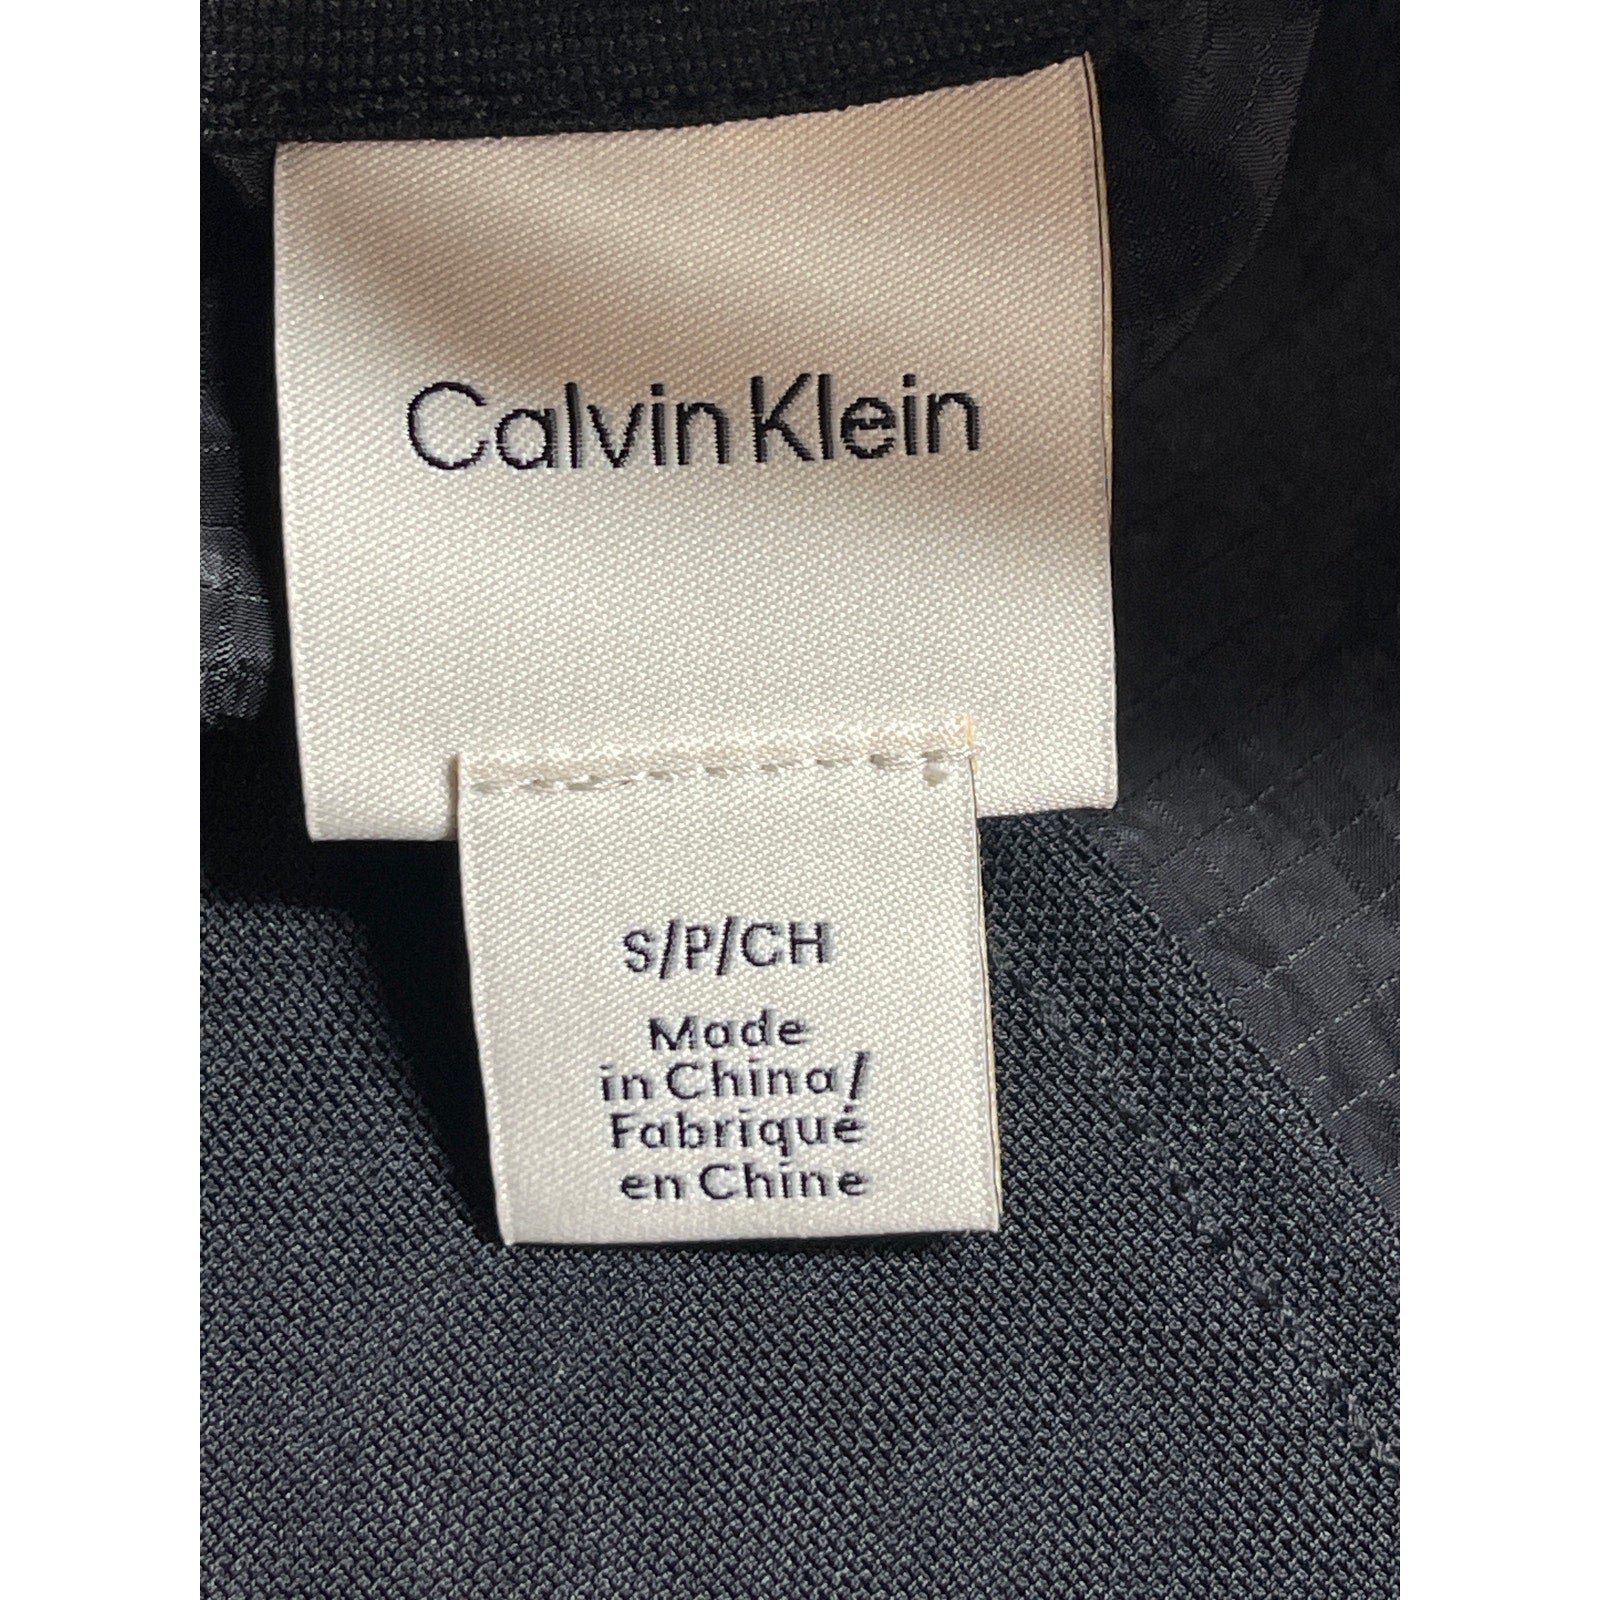 Calvin Klein
S/P/CH
Made
in China/
Fabriqué
en Chine